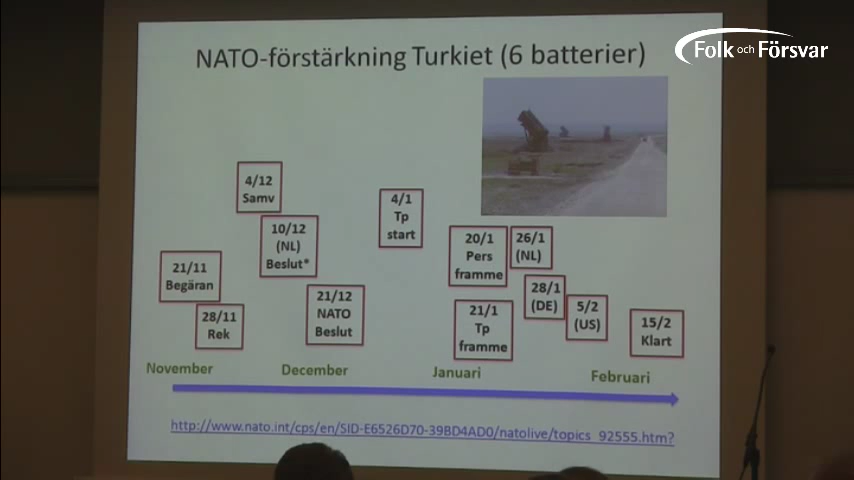 NATO-förstärkning Turkiet (6 batterier)
Folk och Försvar
4/12
Samv
10/12
(NL)
Beslut*
21/11
Begäran
28/11
Rek
21/12
NATO
Beslut
4/1
Tp
start
20/1
Pers
framme
26/1
(NL)
21/1
Tp
framme
28/1
(DE)
5/2
(US)
15/2
Klart
November
December
Januari
Februari
http://www.nato.int/cps/en/SID-E6526D70-39BD4AD0/natolive/topics_92555.htm?